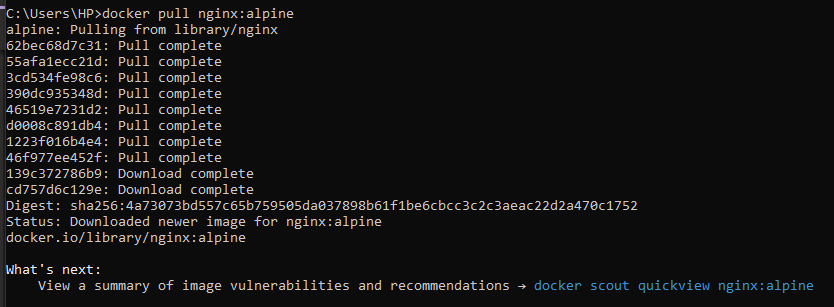 C:\Users\HP>docker pull nginx:alpine
alpine: Pulling from library/nginx
62bec68d7c31: Pull complete
55afa1ecc21d: Pull complete
3cd534fe98c6: Pull complete
390dc935348d: Pull complete
46519e7231d2: Pull complete
d0008c891db4: Pull complete
1223f016b4e4: Pull complete
46f977ee452f: Pull complete
139c372786b9: Download complete
cd757d6c129e: Download complete
Digest: sha256:4a73073bd557c65b759505da037898b61f1be6cbcc3c2c3aeac22d2a470c1752
Status: Downloaded newer image for nginx:alpine
docker.io/library/nginx:alpine
What's next:
View a summary of image vulnerabilities and recommendations → docker scout quickview nginx:alpine